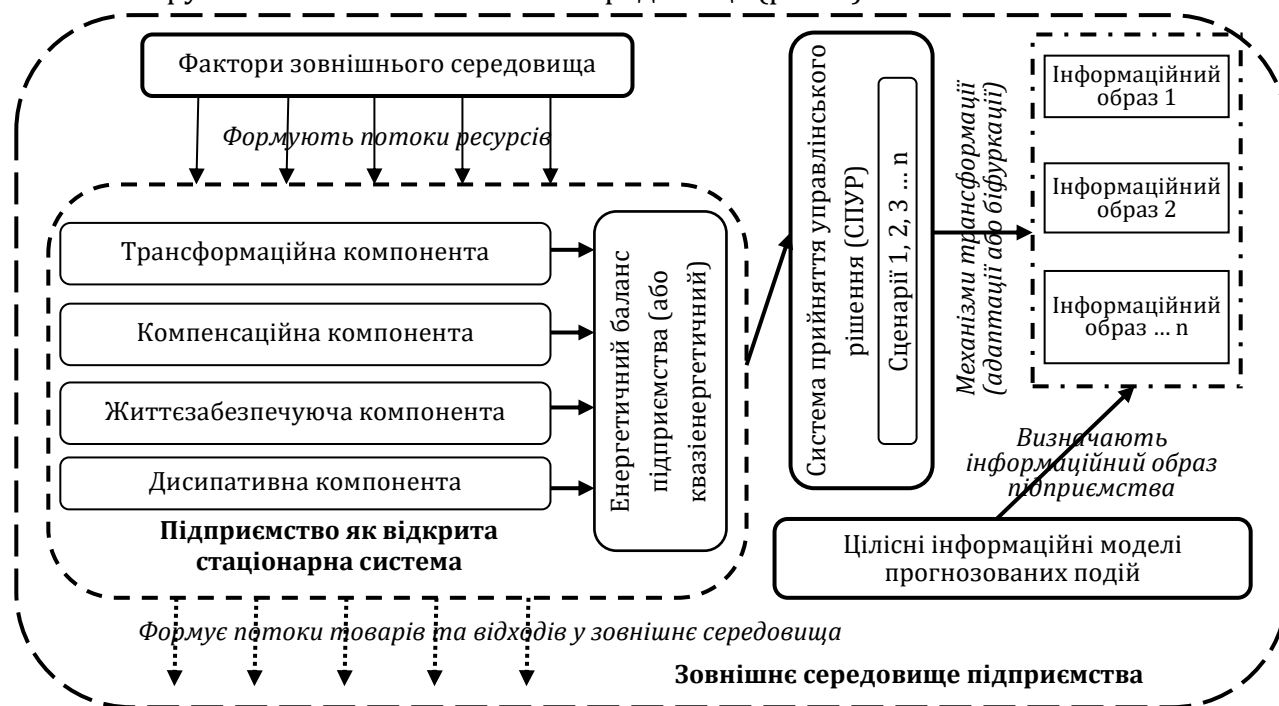 Фактори зовнішнього середовища
Формують потоки ресурсів
Трансформаційна компонента
Компенсаційна компонента
Життєзабезпечуюча компонента
Дисипативна компонента
Підприємство як відкрита
стаціонарна система
Енергетичний баланс
підприємства (або
квазіенергетичний)
Система прийняття управлінського
рішення (СПУР)
Сценарії 1, 2, 3 … n
Механізми трансформації
(адаптації або біфуркації)
Інформаційний
образ 1
Інформаційний
образ 2
Інформаційний
образ … n
Визначають
інформаційний образ
підприємства
Цілісні інформаційні моделі
прогнозованих подій
Формує потоки товарів та відходів у зовнішнє середовища
Зовнішнє середовище підприємства